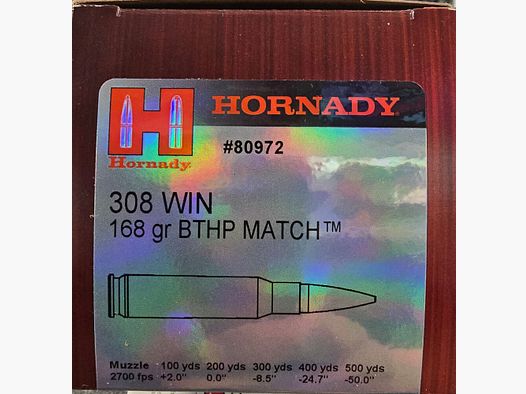 HORNADY
Hornady
#80972
308 WIN
168 gr BTHP MATCH™
Muzzle 100 yds 200 yds 300 yds 400 yds 500 yds
2700 fps +2.0" 0.0" -8.5" -24.7" -50.0"